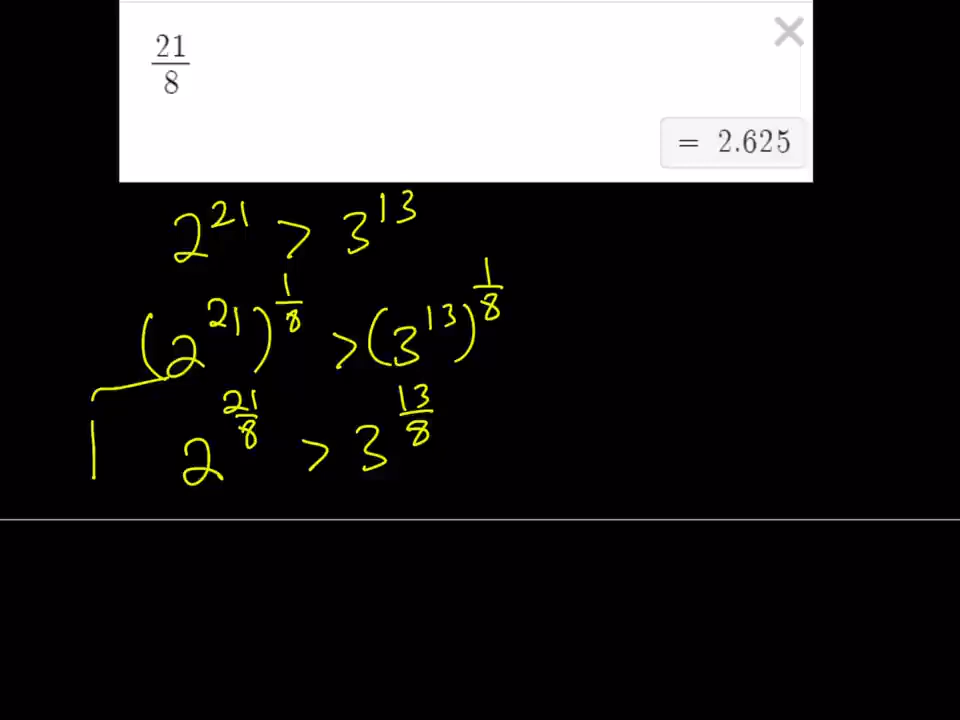 21/8
= 2.625
2^21 > 3^13
(2^21)^1/8 > (3^13)^1/8
2^21/8 > 3^13/8